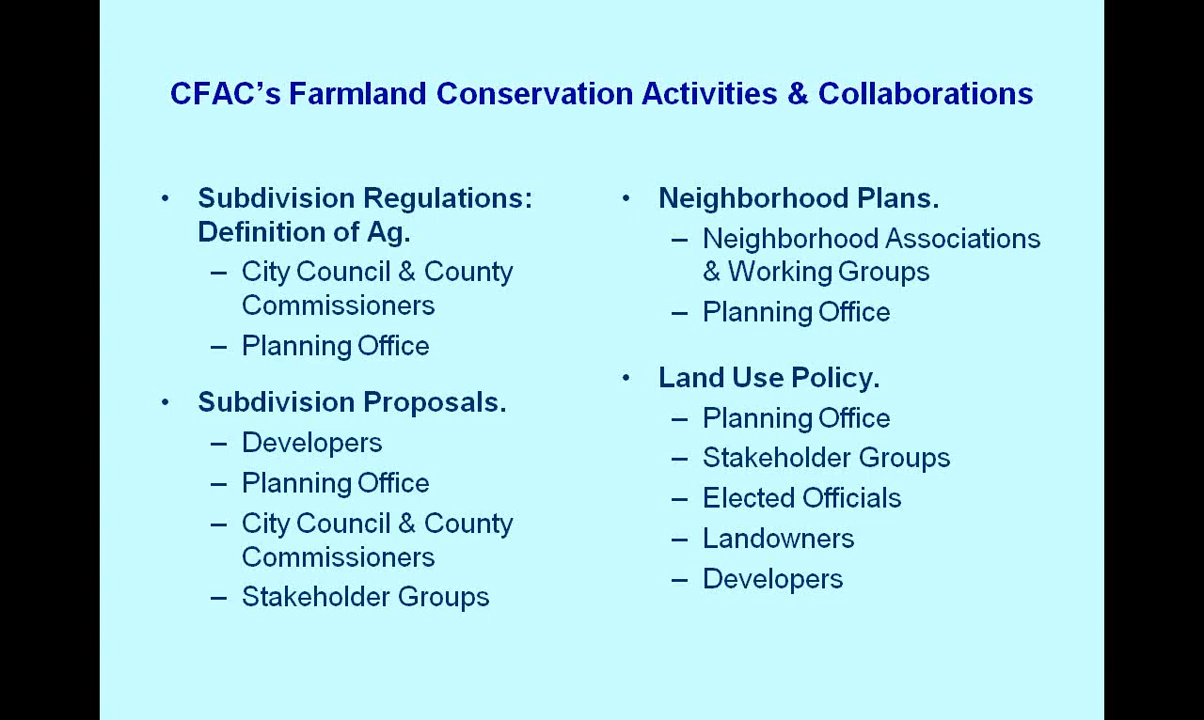 CFAC's Farmland Conservation Activities & Collaborations
• Subdivision Regulations:
Definition of Ag.
– City Council & County
Commissioners
– Planning Office
• Subdivision Proposals.
– Developers
– Planning Office
– City Council & County
Commissioners
– Stakeholder Groups
• Neighborhood Plans.
– Neighborhood Associations
& Working Groups
– Planning Office
• Land Use Policy.
– Planning Office
– Stakeholder Groups
– Elected Officials
– Landowners
– Developers